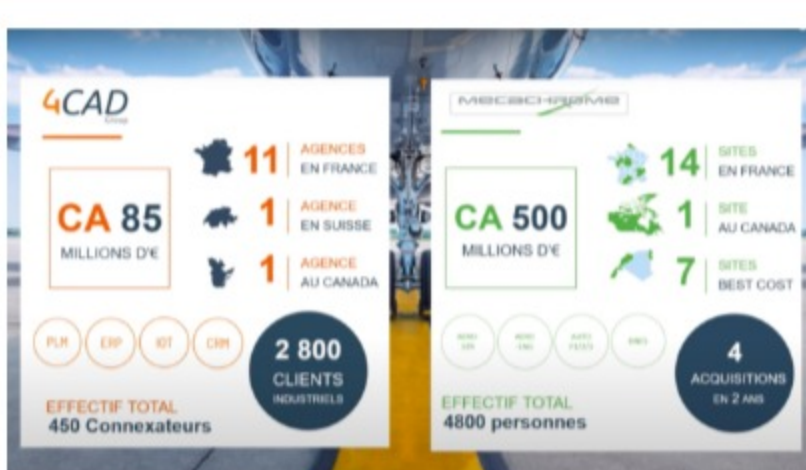 4CAD
Group
11 AGENCES
EN FRANCE
CA 85
MILLIONS D'€
1 AGENCE
EN SUISSE
1 AGENCE
AU CANADA
PLM ERP IOT CRM
2 800
CLIENTS
INDUSTRIELS
EFFECTIF TOTAL
450 Connexateurs
MECACHROME
14 SITES
EN FRANCE
CA 500
MILLIONS D'€
1 SITE
AU CANADA
7 SITES
BEST COST
4
ACQUISITIONS
EN 2 ANS
EFFECTIF TOTAL
4800 personnes